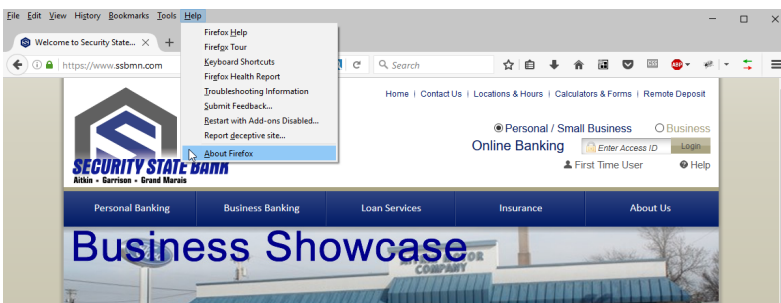 File Edit View History Bookmarks Tools Help
Welcome to Security State...
https://www.ssbmn.com
Search
ABP
Firefox Help
Firefox Tour
Keyboard Shortcuts
Firefox Health Report
Troubleshooting Information
Submit Feedback...
Restart with Add-ons Disabled...
Report deceptive site...
About Firefox
Home | Contact Us | Locations & Hours | Calculators & Forms | Remote Deposit
Personal / Small Business Business
Online Banking Enter Access ID Login
First Time User Help
SECURITY STATE BANK
Aitkin - Garrison - Grand Marais
Personal Banking Business Banking Loan Services Insurance About Us
Business Showcase
MOTOR
COMPANY